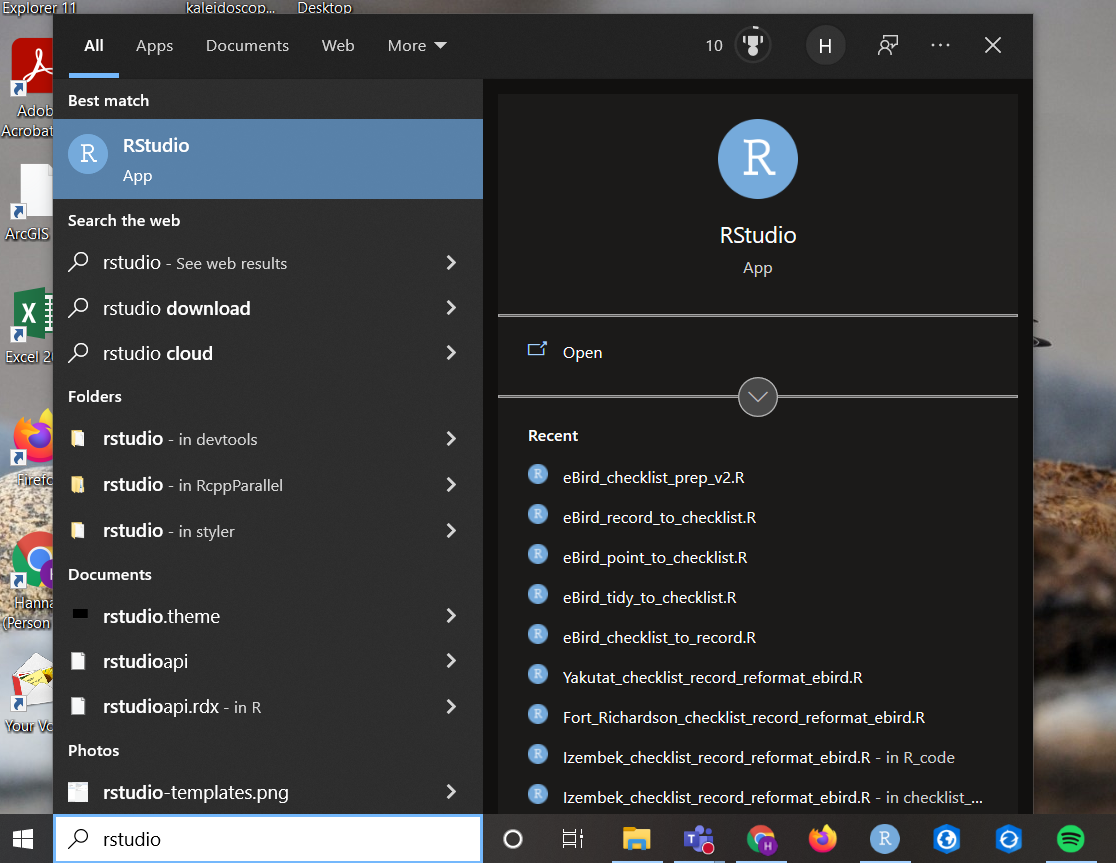 Explorer 11
kaleidoscop...
Desktop
Adob
Acrobat
ArcGIS
Excel 20
Firefo
Hanna
(Person
Your Vo
All
Apps
Documents
Web
More
10
H
Best match
R
RStudio
App
Search the web
rstudio - See web results
rstudio download
rstudio cloud
Folders
rstudio - in devtools
rstudio - in RcppParallel
rstudio - in styler
Documents
rstudio.theme
rstudioapi
rstudioapi.rdx - in R
Photos
rstudio-templates.png
rstudio
R
RStudio
App
Open
Recent
R eBird_checklist_prep_v2.R
R eBird_record_to_checklist.R
R eBird_point_to_checklist.R
R eBird_tidy_to_checklist.R
R eBird_checklist_to_record.R
R Yakutat_checklist_record_reformat_ebird.R
R Fort_Richardson_checklist_record_reformat_ebird.R
R Izembek_checklist_record_reformat_ebird.R - in R_code
R Izembek_checklist_record_reformat_ebird.R - in checklist_...
T
H
R